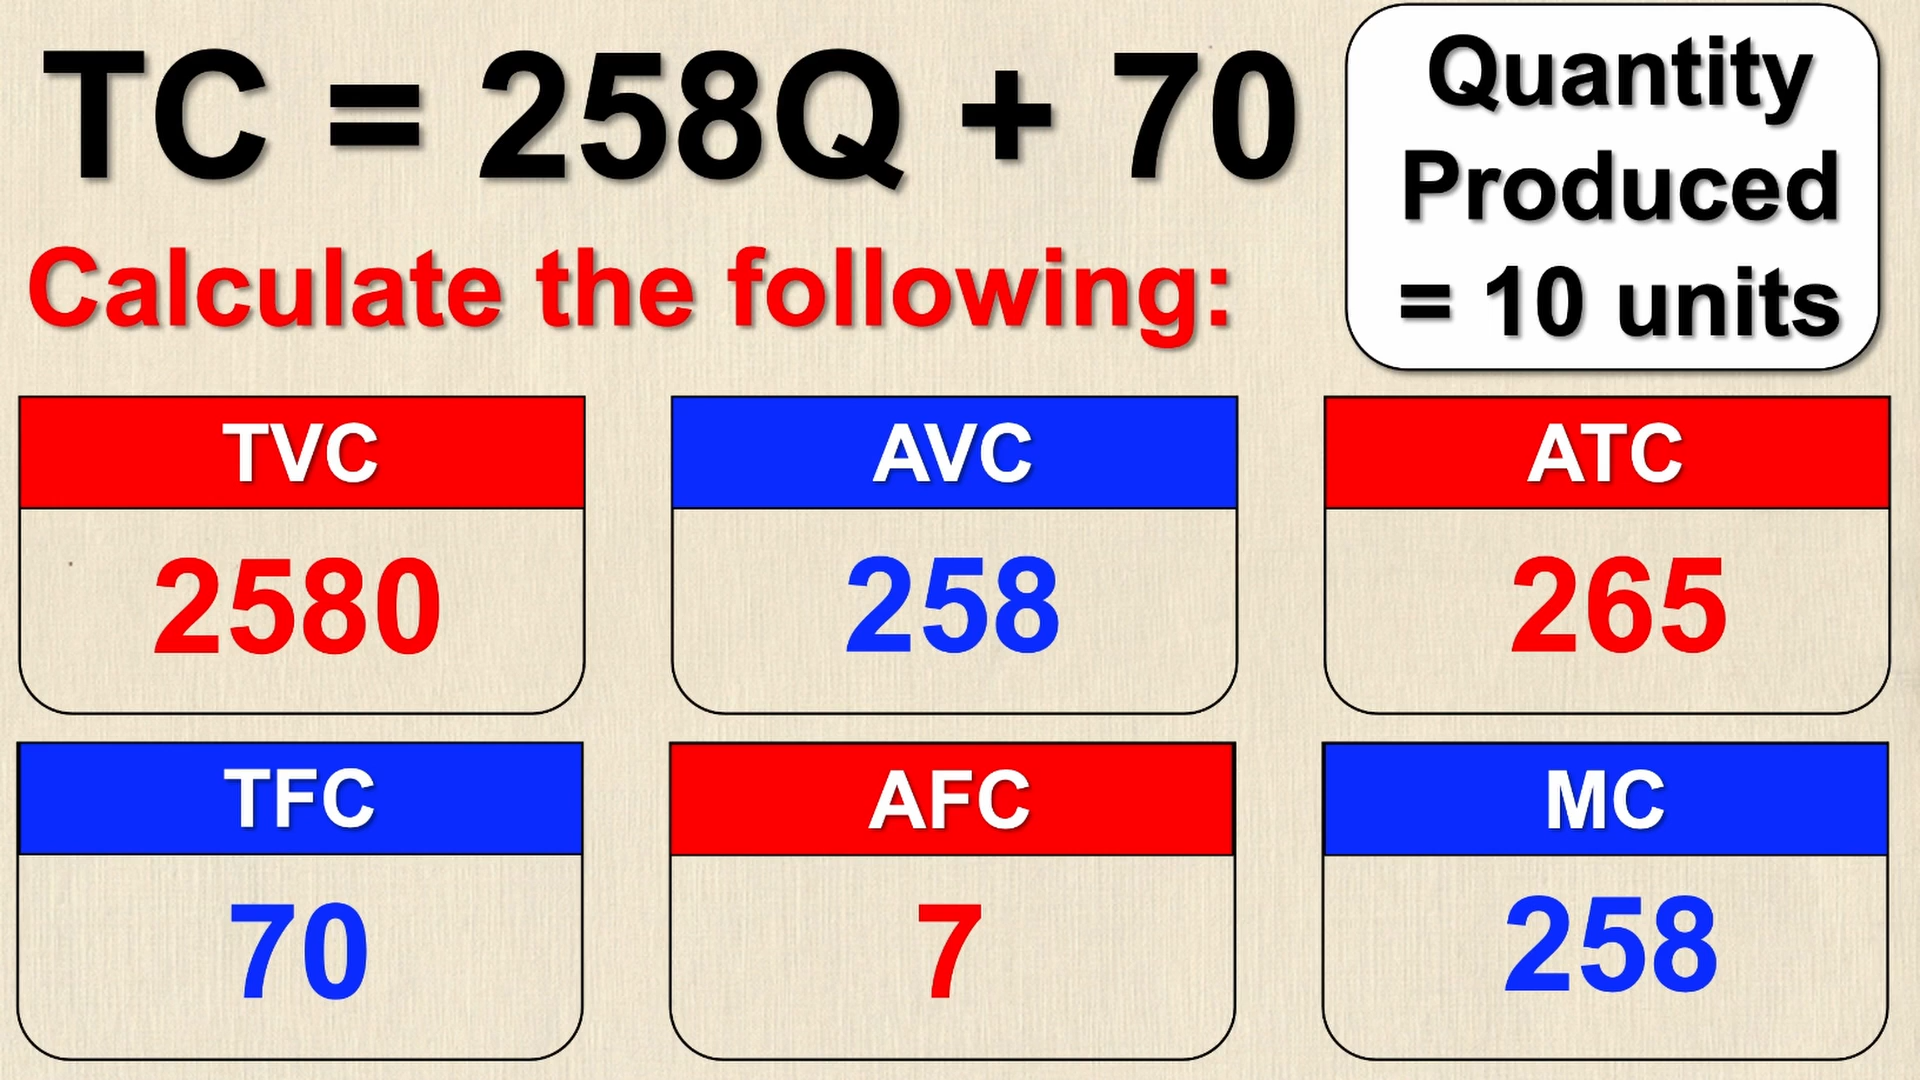 TC = 258Q + 70
Quantity
Produced
= 10 units
Calculate the following:
TVC
2580
AVC
258
ATC
265
TFC
70
AFC
7
MC
258